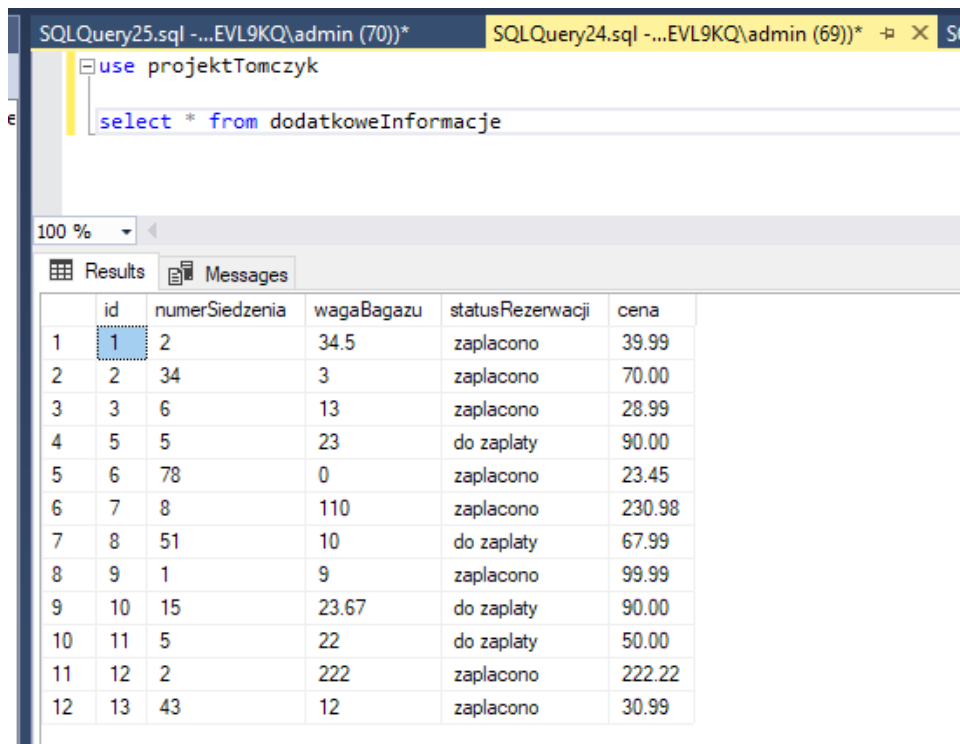 SQLQuery25.sql -...EVL9KQ\admin (70))* SQLQuery24.sql -...EVL9KQ\admin (69))*
use projektTomczyk
select * from dodatkoweInformacje
100 %
Results Messages
id numerSiedzenia wagaBagazu statusRezerwacji cena
1 1 2 34.5 zaplacono 39.99
2 2 34 3 zaplacono 70.00
3 3 6 13 zaplacono 28.99
4 5 5 23 do zaplaty 90.00
5 6 78 0 zaplacono 23.45
6 7 8 110 zaplacono 230.98
7 8 51 10 do zaplaty 67.99
8 9 1 9 zaplacono 99.99
9 10 15 23.67 do zaplaty 90.00
10 11 5 22 do zaplaty 50.00
11 12 2 222 zaplacono 222.22
12 13 43 12 zaplacono 30.99